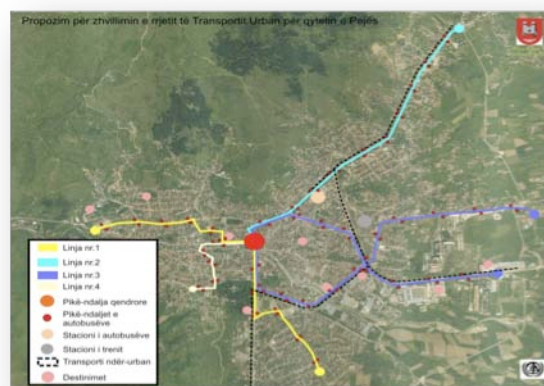 Propozim për zhvillimin e rrjetit të Transportit Urban për qytetin e Pejës
Linja nr.1
Linja nr.2
Linja nr.3
Linja nr.4
Pikë-ndalja qendrore
Pikë-ndaljet e
autobusëve
Stacioni i autobusëve
Stacioni i trenit
Transporti ndër-urban
Destinimet